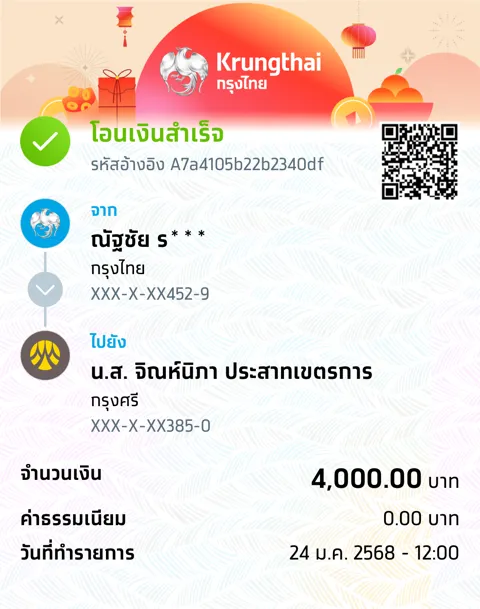 Krungthai
กรุงไทย
โอนเงินสำเร็จ
รหัสอ้างอิง A7a4105b22b2340df
จาก
ณัฐชัย ร***
กรุงไทย
XXX-X-XX452-9
ไปยัง
น.ส. จิณห์นิภา ประสาทเขตรการ
กรุงศรี
XXX-X-XX385-0
จำนวนเงิน 4,000.00 บาท
ค่าธรรมเนียม 0.00 บาท
วันที่ทำรายการ 24 ม.ค. 2568 - 12:00